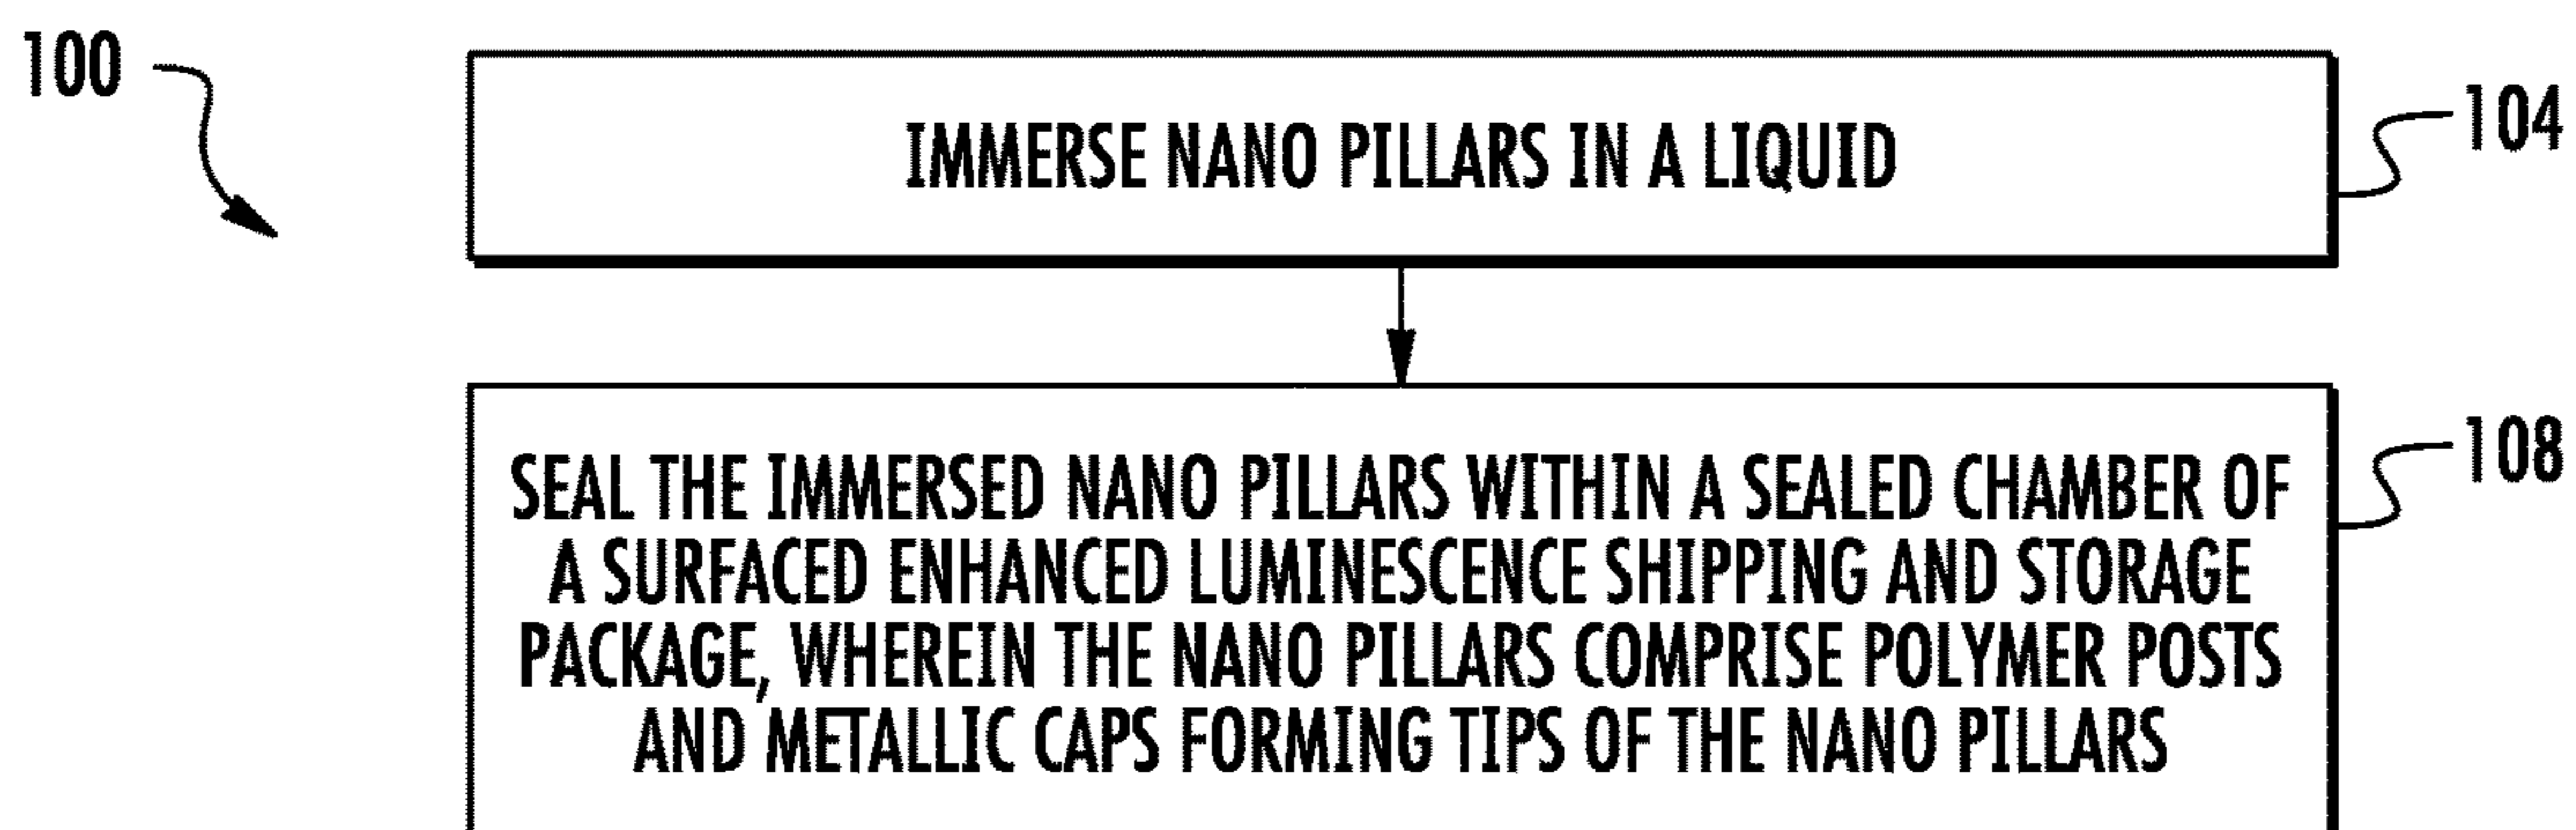 100
IMMERSE NANO PILLARS IN A LIQUID
104
SEAL THE IMMERSED NANO PILLARS WITHIN A SEALED CHAMBER OF
A SURFACED ENHANCED LUMINESCENCE SHIPPING AND STORAGE
PACKAGE, WHEREIN THE NANO PILLARS COMPRISE POLYMER POSTS
AND METALLIC CAPS FORMING TIPS OF THE NANO PILLARS
108